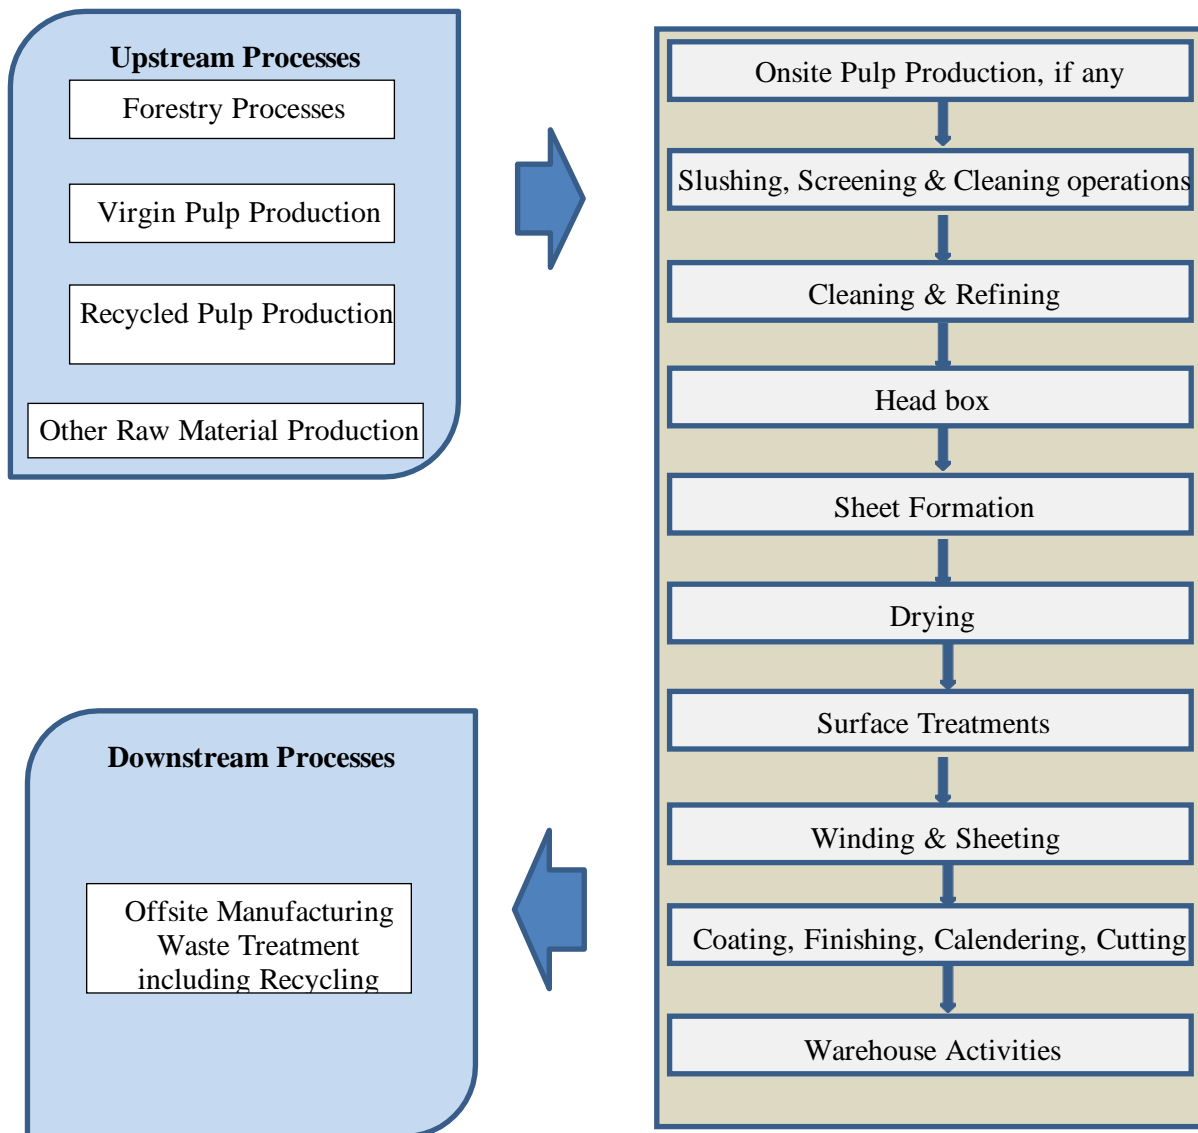 Upstream Processes
Forestry Processes
Virgin Pulp Production
Recycled Pulp Production
Other Raw Material Production
Onsite Pulp Production, if any
Slushing, Screening & Cleaning operations
Cleaning & Refining
Head box
Sheet Formation
Drying
Surface Treatments
Winding & Sheeting
Coating, Finishing, Calendering, Cutting
Warehouse Activities
Downstream Processes
Offsite Manufacturing
Waste Treatment
including Recycling